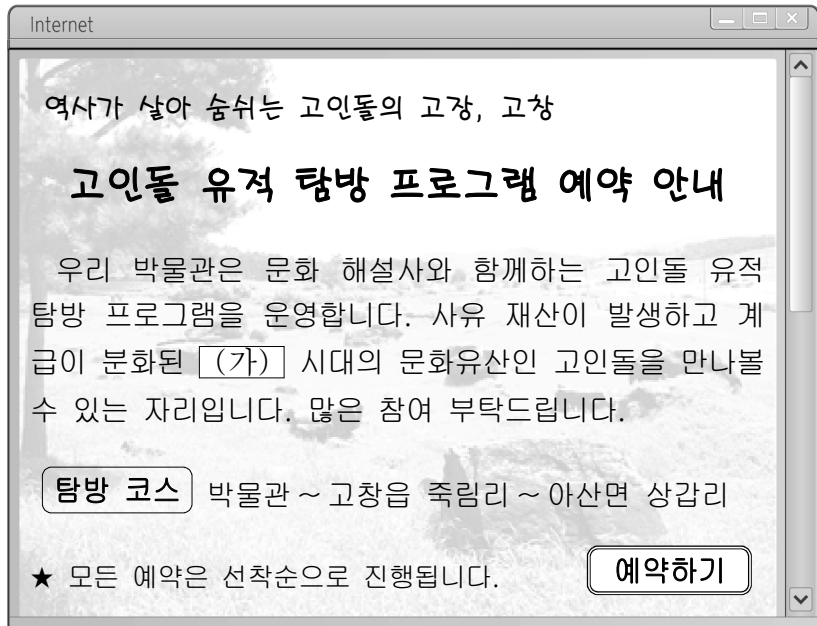 Internet
역사가 살아 숨쉬는 고인돌의 고장, 고창
고인돌 유적 탐방 프로그램 예약 안내
우리 박물관은 문화 해설사와 함께하는 고인돌 유적
탐방 프로그램을 운영합니다. 사유 재산이 발생하고 계
급이 분화된 (가) 시대의 문화유산인 고인돌을 만나볼
수 있는 자리입니다. 많은 참여 부탁드립니다.
탐방 코스 박물관 ~ 고창읍 죽림리 ~ 아산면 상갑리
★ 모든 예약은 선착순으로 진행됩니다. 예약하기